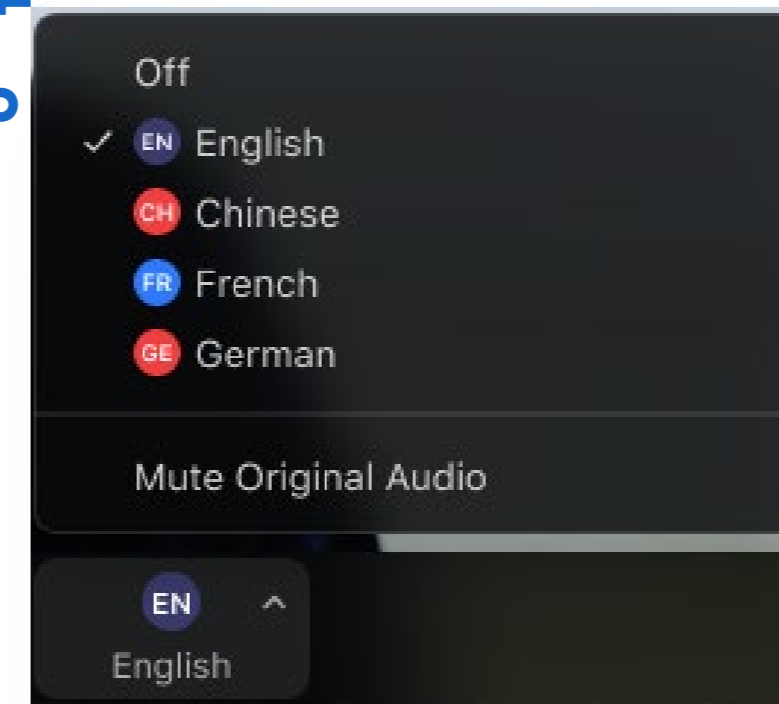 Off
EN English
CH Chinese
FR French
GE German
Mute Original Audio
EN
English